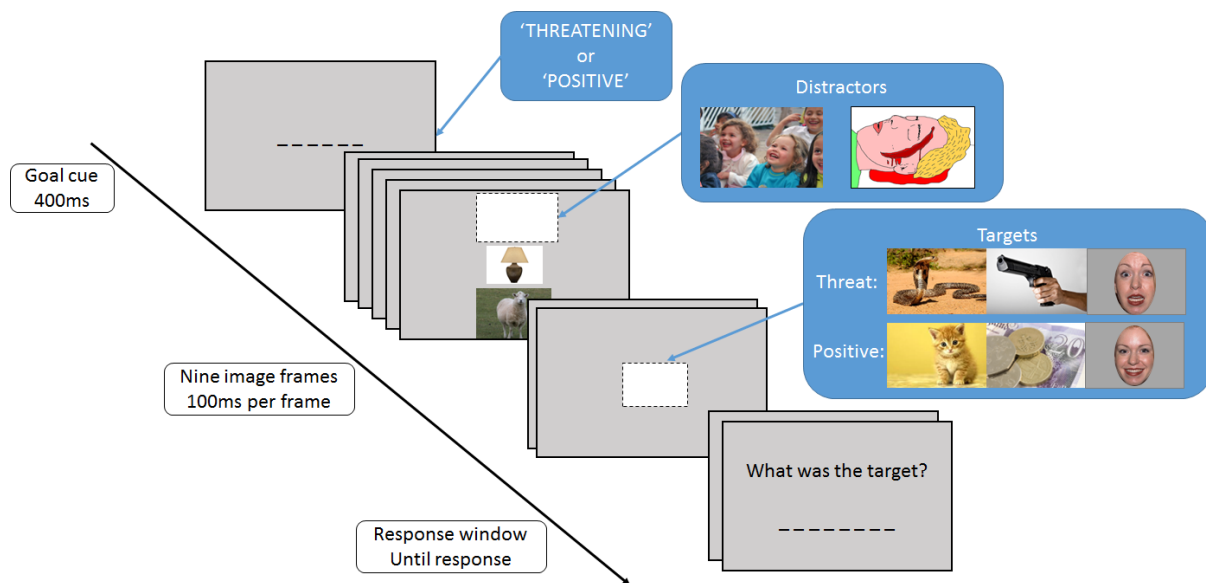 ‘THREATENING’
or
‘POSITIVE’
Distractors
Goal cue
400ms
Targets
Threat:
Positive:
20
Nine image frames
100ms per frame
What was the target?
Response window
Until response